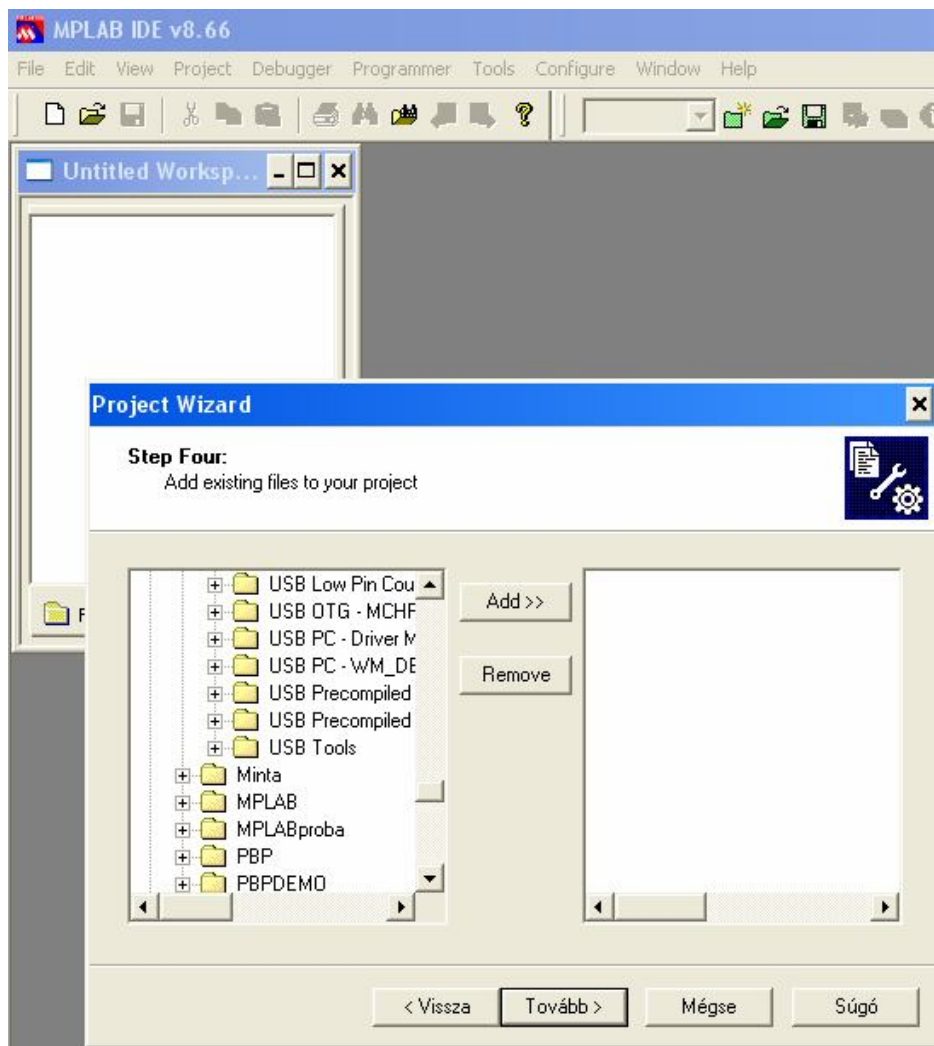 MPLAB IDE v8.66
File Edit View Project Debugger Programmer Tools Configure Window Help
Untitled Worksp...
F
Project Wizard
Step Four:
Add existing files to your project
USB Low Pin Cou
USB OTG - MCHF
USB PC - Driver M
USB PC - WM_DE
USB Precompiled
USB Precompiled
USB Tools
Minta
MPLAB
MPLABproba
PBP
PBPDEMO
Add >>
Remove
< Vissza Tovább > Mégse Súgó